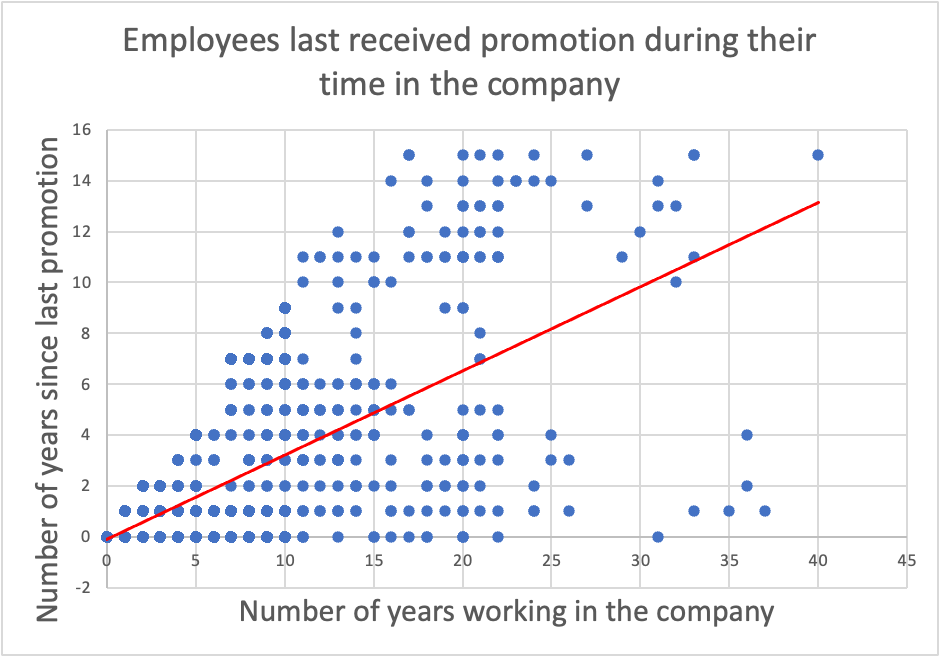 Employees last received promotion during their
time in the company
Number of years since last promotion
16
14
12
10
8
6
4
2
0
-2
0 5 10 15 20 25 30 35 40 45
Number of years working in the company